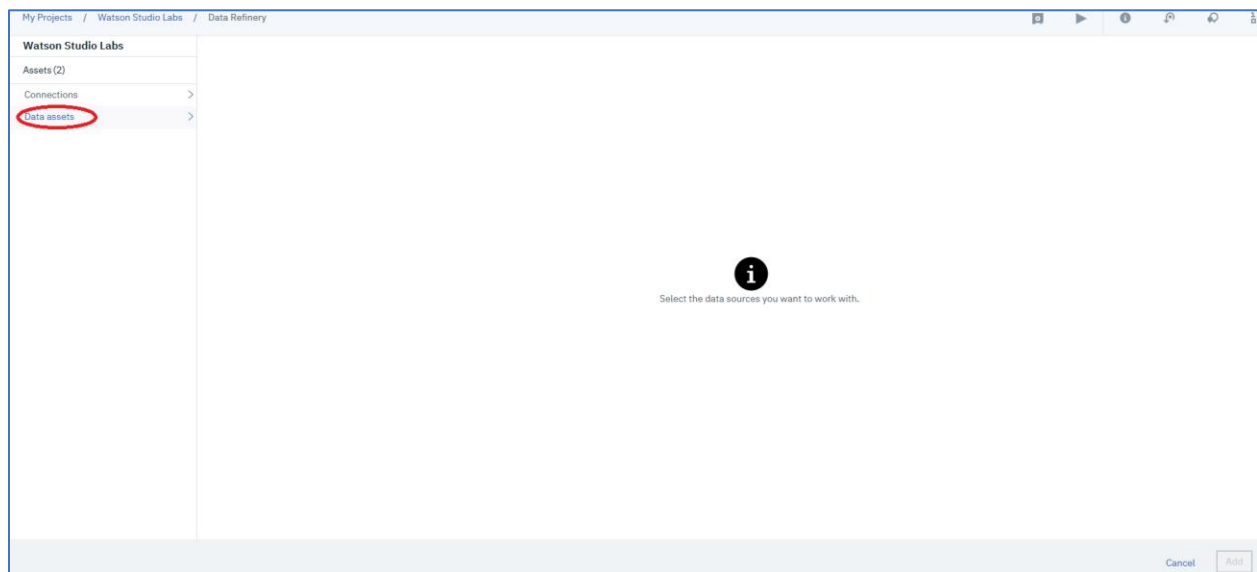 My Projects / Watson Studio Labs / Data Refinery
Watson Studio Labs
Assets (2)
Connections
Data assets
Select the data sources you want to work with.
Cancel Add